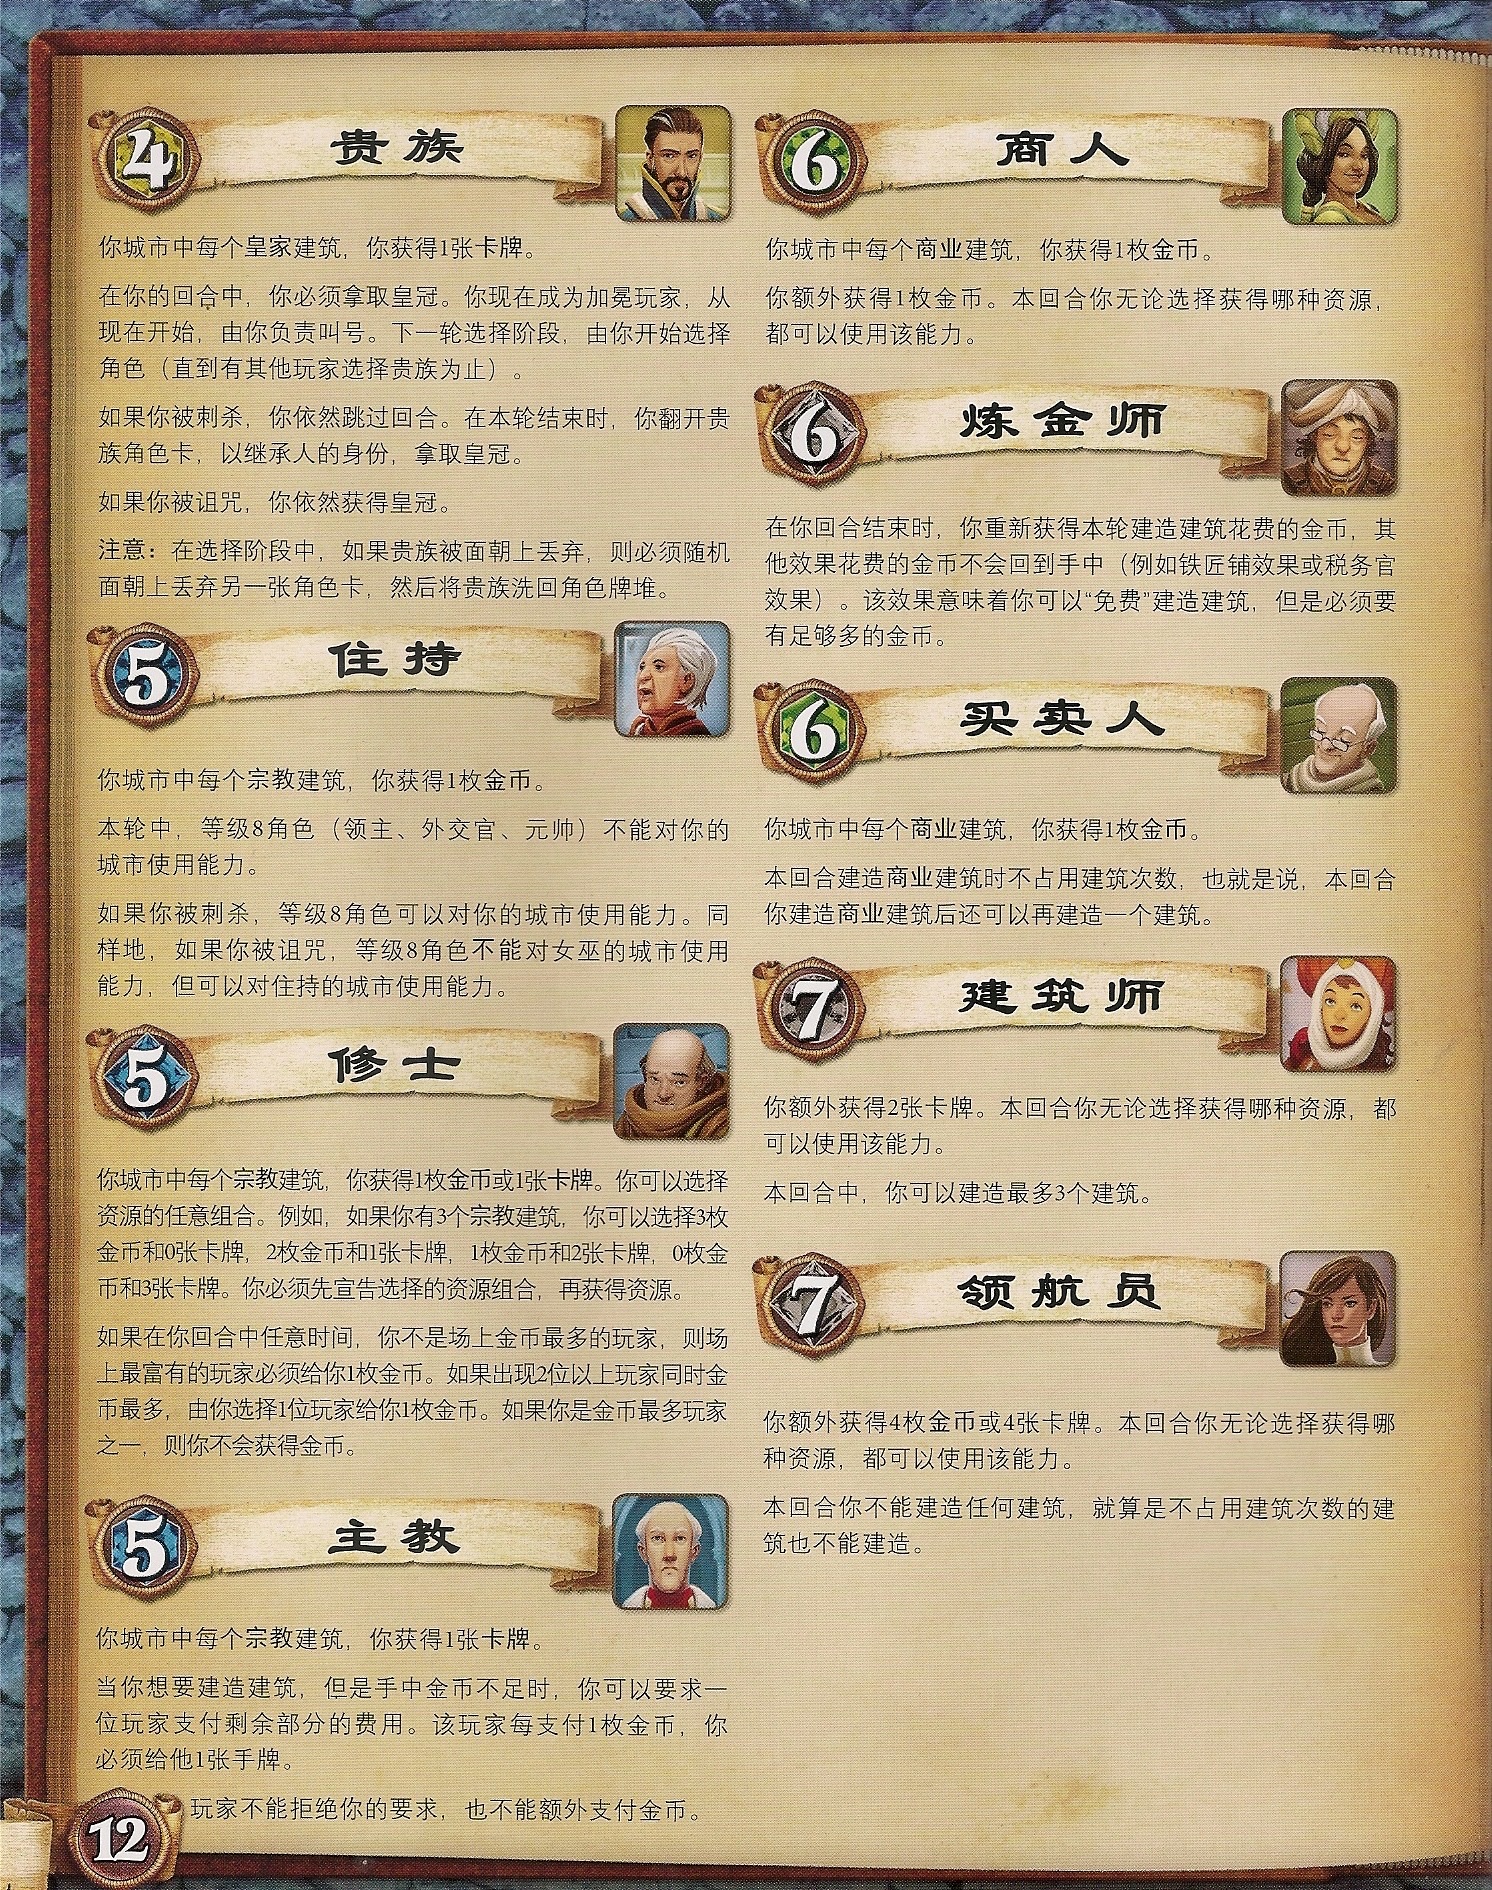 4
贵族
你城市中每个皇家建筑，你获得1张卡牌。
在你的回合中，你必须拿取皇冠。你现在成为加冕玩家，从
现在开始，由你负责叫号。下一轮选择阶段，由你开始选择
角色（直到有其他玩家选择贵族为止）。
如果你被刺杀，你依然跳过回合。在本轮结束时，你翻开贵
族角色卡，以继承人的身份，拿取皇冠。
如果你被诅咒，你依然获得皇冠。
注意：在选择阶段中，如果贵族被面朝上丢弃，则必须随机
面朝上丢弃另一张角色卡，然后将贵族洗回角色牌堆。
5
住持
你城市中每个宗教建筑，你获得1枚金币。
本轮中，等级8角色（领主、外交官、元帅）不能对你的
城市使用能力。
如果你被刺杀，等级8角色可以对你的城市使用能力。同
样地，如果你被诅咒，等级8角色不能对女巫的城市使用
能力，但可以对住持的城市使用能力。
5
修士
你城市中每个宗教建筑，你获得1枚金币或1张卡牌。你可以选择
资源的任意组合。例如，如果你有3个宗教建筑，你可以选择3枚
金币和0张卡牌，2枚金币和1张卡牌，1枚金币和2张卡牌，0枚金
币和3张卡牌。你必须先宣告选择的资源组合，再获得资源。
如果在你回合中任意时间，你不是场上金币最多的玩家，则场
上最富有的玩家必须给你1枚金币。如果出现2位以上玩家同时金
币最多，由你选择1位玩家给你1枚金币。如果你是金币最多玩家
之一，则你不会获得金币。
5
主教
你城市中每个宗教建筑，你获得1张卡牌。
当你想要建造建筑，但是手中金币不足时，你可以要求一
位玩家支付剩余部分的费用。该玩家每支付1枚金币，你
必须给他1张手牌。
玩家不能拒绝你的要求，也不能额外支付金币。
12
6
商人
你城市中每个商业建筑，你获得1枚金币。
你额外获得1枚金币。本回合你无论选择获得哪种资源，
都可以使用该能力。
6
炼金师
在你回合结束时，你重新获得本轮建造建筑花费的金币，其
他效果花费的金币不会回到手中（例如铁匠铺效果或税务官
效果）。该效果意味着你可以“免费”建造建筑，但是必须要
有足够多的金币。
6
买卖人
你城市中每个商业建筑，你获得1枚金币。
本回合建造商业建筑时不占用建筑次数，也就是说，本回合
你建造商业建筑后还可以再建造一个建筑。
7
建筑师
你额外获得2张卡牌。本回合你无论选择获得哪种资源，都
可以使用该能力。
本回合中，你可以建造最多3个建筑。
7
领航员
你额外获得4枚金币或4张卡牌。本回合你无论选择获得哪
种资源，都可以使用该能力。
本回合你不能建造任何建筑，就算是不占用建筑次数的建
筑也不能建造。